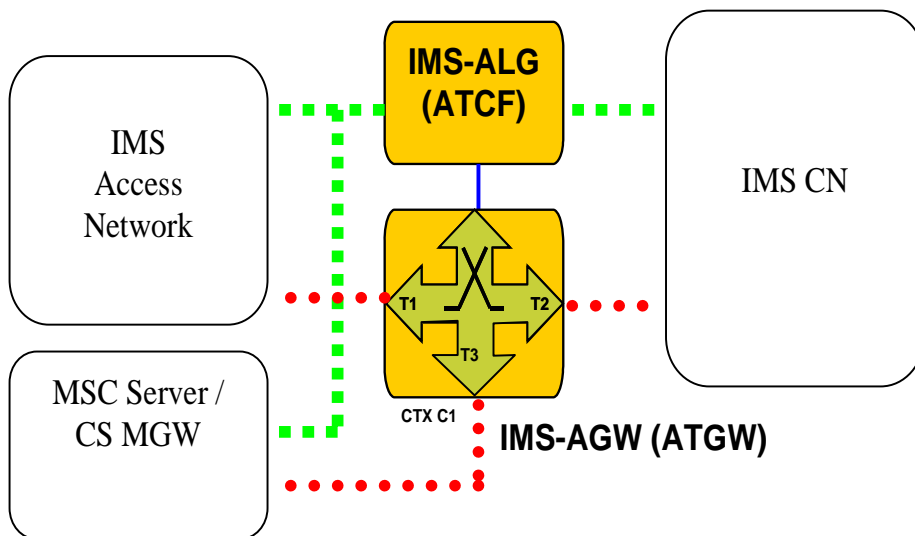 IMS-ALG
(ATCF)
IMS
Access
Network
IMS CN
T1
T2
T3
MSC Server /
CS MGW
CTX C1
IMS-AGW (ATGW)